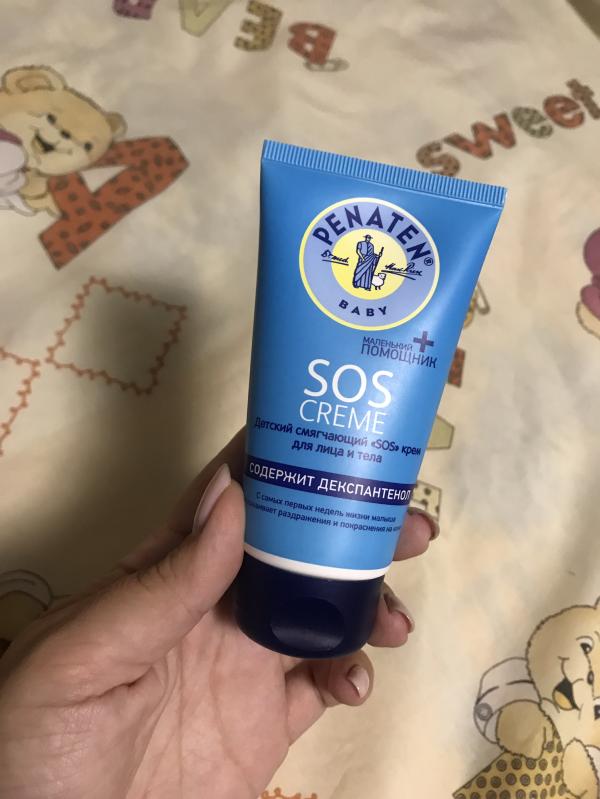 BEAR
sweet
PENATEN®
BABY
МАЛЕНЬКИЙ
ПОМОЩНИК
SOS
CREME
Детский смягчающий «SOS» крем
для лица и тела
СОДЕРЖИТ ДЕКСПАНТЕНОЛ
С самых первых недель жизни малыша
раздражения и покраснения на